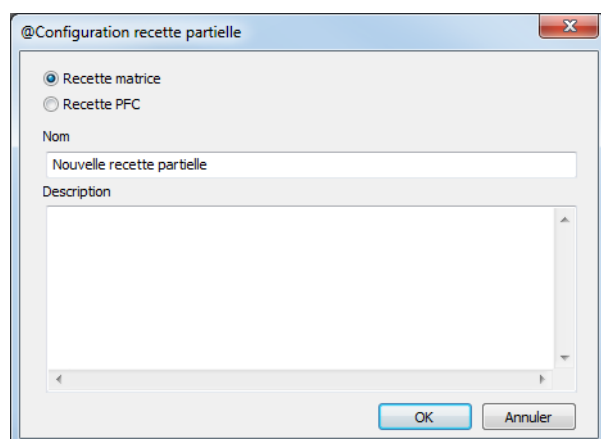 @Configuration recette partielle
Recette matrice
Recette PFC
Nom
Nouvelle recette partielle
Description
OK Annuler